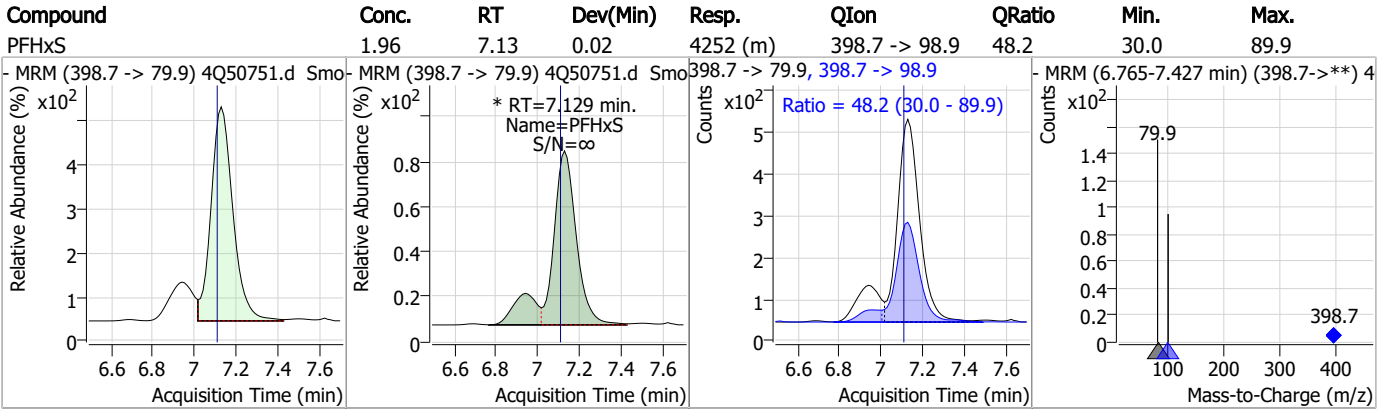 Compound Conc. RT Dev(Min) Resp. QIon QRatio Min. Max.
PFHxS 1.96 7.13 0.02 4252 (m) 398.7 -> 98.9 48.2 30.0 89.9
- MRM (398.7 -> 79.9) 4Q50751.d Smo
x10²
Relative Abundance (%)
4
3
2
1
0
6.6 6.8 7 7.2 7.4 7.6
Acquisition Time (min)
- MRM (398.7 -> 79.9) 4Q50751.d Smo
x10²
* RT=7.129 min.
Name=PFHxS
S/N=∞
Relative Abundance (%)
0.8
0.6
0.4
0.2
0
6.6 6.8 7 7.2 7.4 7.6
Acquisition Time (min)
398.7 -> 79.9, 398.7 -> 98.9
x10²
Ratio = 48.2 (30.0 - 89.9)
Counts
5
4
3
2
1
0
6.6 6.8 7 7.2 7.4 7.6
Acquisition Time (min)
- MRM (6.765-7.427 min) (398.7->**) 4
x10²
Counts
79.9
1.4
1.2
1
0.8
0.6
0.4
0.2
0
398.7
100 200 300 400
Mass-to-Charge (m/z)